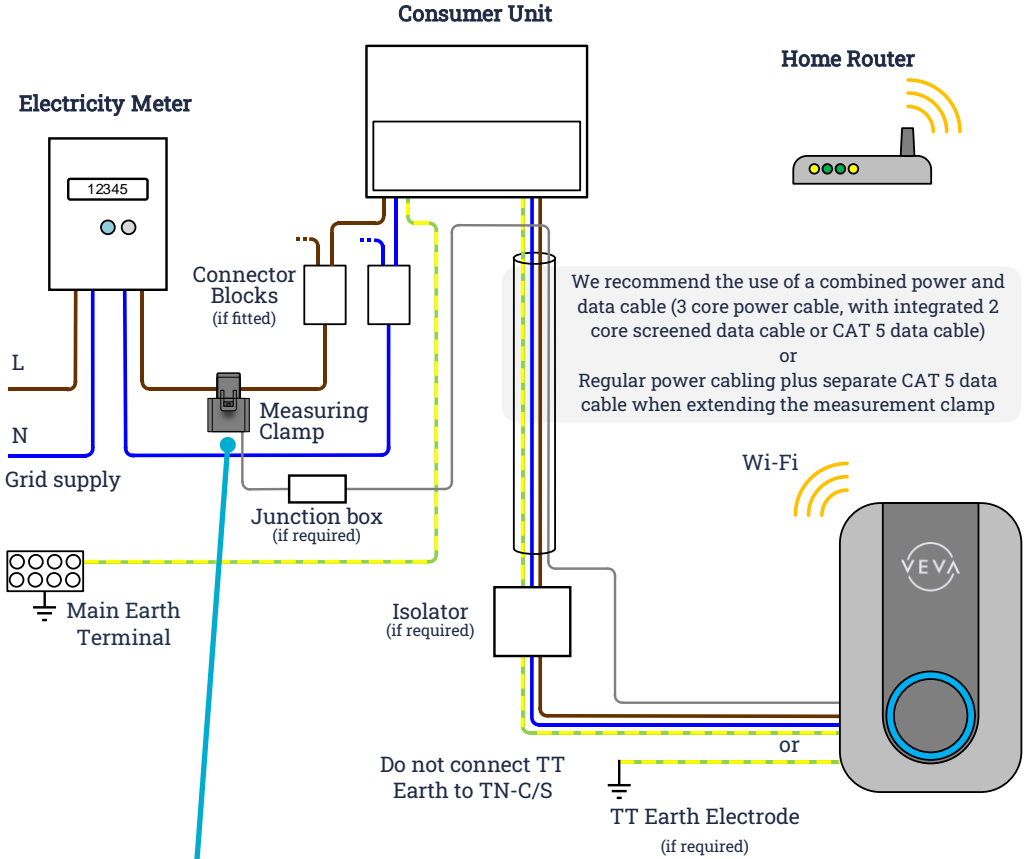 Consumer Unit
Home Router
Electricity Meter
12345
Connector
Blocks
(if fitted)
We recommend the use of a combined power and
data cable (3 core power cable, with integrated 2
core screened data cable or CAT 5 data cable)
or
Regular power cabling plus separate CAT 5 data
cable when extending the measurement clamp
L
Measuring
Clamp
N
Grid supply
Wi-Fi
Junction box
(if required)
VEVA
Main Earth
Terminal
Isolator
(if required)
or
Do not connect TT
Earth to TN-C/S
TT Earth Electrode
(if required)